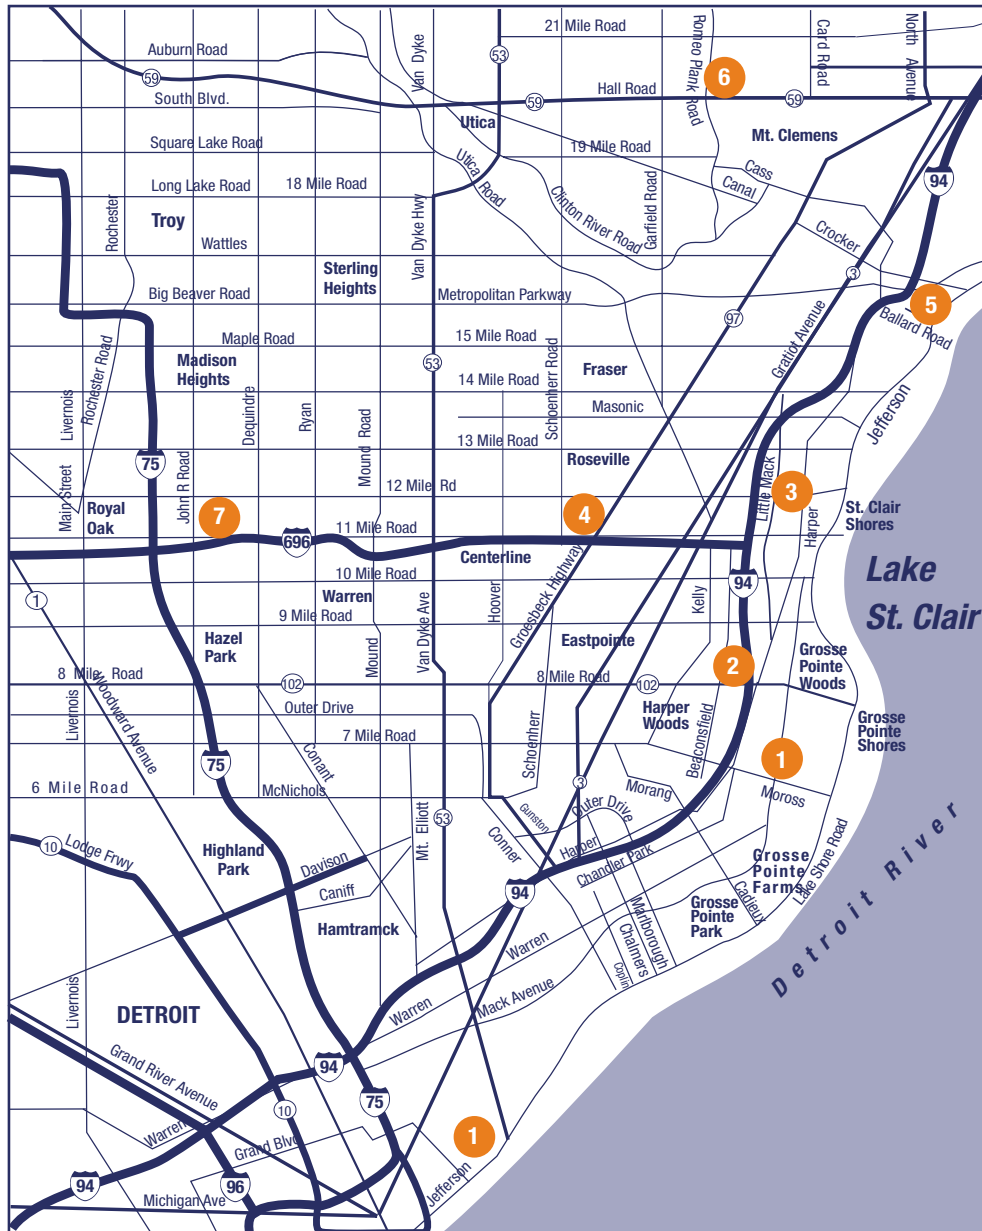 21 Mile Road
Auburn Road
Van Dyke
53
Romeo Plank Road
Card Road
North Avenue
59
6
South Blvd.
59
Hall Road
59
Utica
Mt. Clemens
Square Lake Road
19 Mile Road
Utica Road
Cass
Canal
94
Long Lake Road
18 Mile Road
Clinton River Road
Garfield Road
Rochester
Troy
Wattles
Van Dyke Hwy
Crocker
Sterling
Heights
3
Big Beaver Road
Metropolitan Parkway
5
97
Ballard Road
Maple Road
15 Mile Road
Gratiot Avenue
Madison
Heights
53
Schoenherr Road
Fraser
Rochester Road
14 Mile Road
Livernois
Dequindre
Ryan
Masonic
Jefferson
Mound Road
13 Mile Road
75
Roseville
Main Street
John R Road
12 Mile Rd
Little Mack
3
Royal
Oak
7
11 Mile Road
4
Harper
St. Clair
Shores
696
Centerline
Lake
St. Clair
10 Mile Road
94
1
Warren
Hoover
Groesbeck Highway
Kelly
9 Mile Road
Van Dyke Ave
Hazel
Park
Mound
Eastpointe
2
Grosse
Pointe
Woods
8 Mile Road
102
8 Mile Road
102
Livernois
Woodward Avenue
Outer Drive
Harper
Woods
Beaconsfield
Grosse
Pointe
Shores
7 Mile Road
Conant
Schoenherr
1
75
3
Morang
Moross
6 Mile Road
McNichols
Mt. Elliott
53
Gunston
Outer Drive
Conner
10
Lodge Frwy
Highland
Park
Davison
Harper
Chandler Park
Grosse
Pointe
Farms
Lake Shore Road
Caniff
94
Cadieux
Grosse
Pointe
Park
Detroit River
Hamtramck
Marlborough
Chalmers
Warren
Coplin
Livernois
DETROIT
Warren
Mack Avenue
Grand River Avenue
94
75
10
Warren
Grand Blvd
1
94
96
Jefferson
Michigan Ave